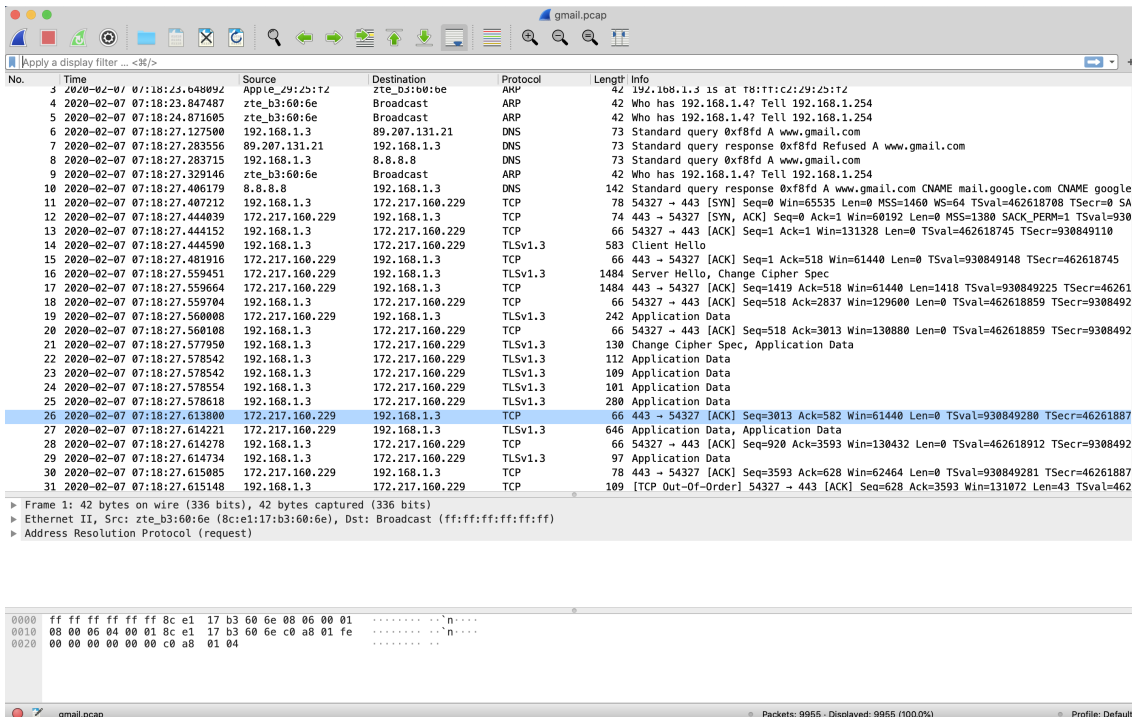 gmail.pcap
Apply a display filter ... <⌘/>
No. Time Source Destination Protocol Length Info
3 2020-02-07 07:18:23.648092 Apple_29:25:f2 zte_b3:60:6e ARP 42 192.168.1.3 is at f8:ff:c2:29:25:f2
4 2020-02-07 07:18:23.847487 zte_b3:60:6e Broadcast ARP 42 Who has 192.168.1.4? Tell 192.168.1.254
5 2020-02-07 07:18:24.871605 zte_b3:60:6e Broadcast ARP 42 Who has 192.168.1.4? Tell 192.168.1.254
6 2020-02-07 07:18:27.127500 192.168.1.3 89.207.131.21 DNS 73 Standard query 0xf8fd A www.gmail.com
7 2020-02-07 07:18:27.283556 89.207.131.21 192.168.1.3 DNS 73 Standard query response 0xf8fd Refused A www.gmail.com
8 2020-02-07 07:18:27.283715 192.168.1.3 8.8.8.8 DNS 73 Standard query 0xf8fd A www.gmail.com
9 2020-02-07 07:18:27.329146 zte_b3:60:6e Broadcast ARP 42 Who has 192.168.1.4? Tell 192.168.1.254
10 2020-02-07 07:18:27.406179 8.8.8.8 192.168.1.3 DNS 142 Standard query response 0xf8fd A www.gmail.com CNAME mail.google.com CNAME google
11 2020-02-07 07:18:27.407212 192.168.1.3 172.217.160.229 TCP 78 54327 → 443 [SYN] Seq=0 Win=65535 Len=0 MSS=1460 WS=64 TSval=462618708 TSecr=0 SA
12 2020-02-07 07:18:27.444039 172.217.160.229 192.168.1.3 TCP 74 443 → 54327 [SYN, ACK] Seq=0 Ack=1 Win=60192 Len=0 MSS=1380 SACK_PERM=1 TSval=930
13 2020-02-07 07:18:27.444152 192.168.1.3 172.217.160.229 TCP 66 54327 → 443 [ACK] Seq=1 Ack=1 Win=131328 Len=0 TSval=462618745 TSecr=930849110
14 2020-02-07 07:18:27.444590 192.168.1.3 172.217.160.229 TLSv1.3 583 Client Hello
15 2020-02-07 07:18:27.481916 172.217.160.229 192.168.1.3 TCP 66 443 → 54327 [ACK] Seq=1 Ack=518 Win=61440 Len=0 TSval=930849148 TSecr=462618745
16 2020-02-07 07:18:27.559451 172.217.160.229 192.168.1.3 TLSv1.3 1484 Server Hello, Change Cipher Spec
17 2020-02-07 07:18:27.559664 172.217.160.229 192.168.1.3 TCP 1484 443 → 54327 [ACK] Seq=1419 Ack=518 Win=61440 Len=1418 TSval=930849225 TSecr=46261
18 2020-02-07 07:18:27.559704 192.168.1.3 172.217.160.229 TCP 66 54327 → 443 [ACK] Seq=518 Ack=2837 Win=129600 Len=0 TSval=462618859 TSecr=9308492
19 2020-02-07 07:18:27.560008 172.217.160.229 192.168.1.3 TLSv1.3 242 Application Data
20 2020-02-07 07:18:27.560108 192.168.1.3 172.217.160.229 TCP 66 54327 → 443 [ACK] Seq=518 Ack=3013 Win=130880 Len=0 TSval=462618859 TSecr=9308492
21 2020-02-07 07:18:27.577950 192.168.1.3 172.217.160.229 TLSv1.3 130 Change Cipher Spec, Application Data
22 2020-02-07 07:18:27.578542 192.168.1.3 172.217.160.229 TLSv1.3 112 Application Data
23 2020-02-07 07:18:27.578542 192.168.1.3 172.217.160.229 TLSv1.3 109 Application Data
24 2020-02-07 07:18:27.578554 192.168.1.3 172.217.160.229 TLSv1.3 101 Application Data
25 2020-02-07 07:18:27.578618 192.168.1.3 172.217.160.229 TLSv1.3 280 Application Data
26 2020-02-07 07:18:27.613800 172.217.160.229 192.168.1.3 TCP 66 443 → 54327 [ACK] Seq=3013 Ack=582 Win=61440 Len=0 TSval=930849280 TSecr=46261887
27 2020-02-07 07:18:27.614221 172.217.160.229 192.168.1.3 TLSv1.3 646 Application Data, Application Data
28 2020-02-07 07:18:27.614278 192.168.1.3 172.217.160.229 TCP 66 54327 → 443 [ACK] Seq=920 Ack=3593 Win=130432 Len=0 TSval=462618912 TSecr=9308492
29 2020-02-07 07:18:27.614734 192.168.1.3 172.217.160.229 TLSv1.3 97 Application Data
30 2020-02-07 07:18:27.615085 172.217.160.229 192.168.1.3 TCP 78 443 → 54327 [ACK] Seq=3593 Ack=628 Win=62464 Len=0 TSval=930849281 TSecr=46261887
31 2020-02-07 07:18:27.615148 192.168.1.3 172.217.160.229 TCP 109 [TCP Out-Of-Order] 54327 → 443 [ACK] Seq=628 Ack=3593 Win=131072 Len=43 TSval=462
Frame 1: 42 bytes on wire (336 bits), 42 bytes captured (336 bits)
Ethernet II, Src: zte_b3:60:6e (8c:e1:17:b3:60:6e), Dst: Broadcast (ff:ff:ff:ff:ff:ff)
Address Resolution Protocol (request)
0000 ff ff ff ff ff ff 8c e1 17 b3 60 6e 08 06 00 01 ········ ··`n····
0010 08 00 06 04 00 01 8c e1 17 b3 60 6e c0 a8 01 fe ········ ··`n····
0020 00 00 00 00 00 00 c0 a8 01 04 ········ ··
gmail.pcap Packets: 9955 · Displayed: 9955 (100.0%) Profile: Default